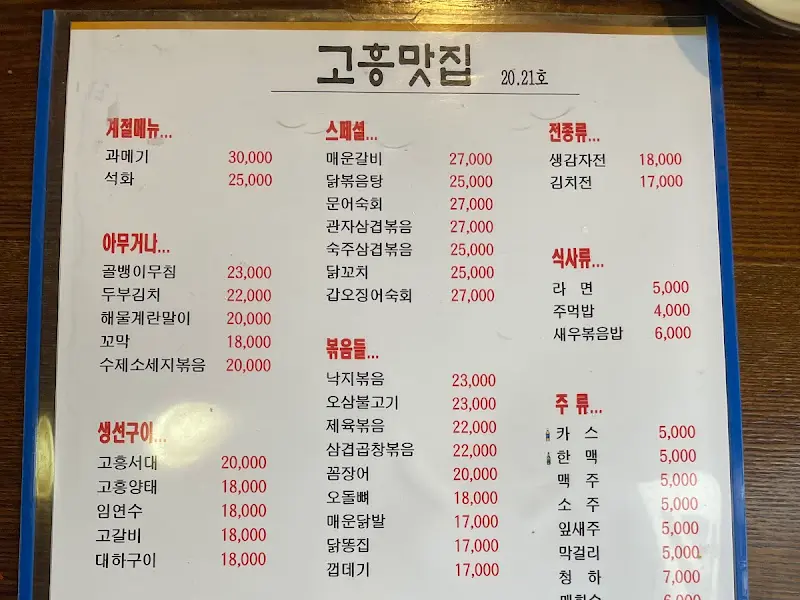 고흥맛집 20.21호
계절메뉴...
과메기 30,000
석화 25,000
아무거나...
골뱅이무침 23,000
두부김치 22,000
해물계란말이 20,000
꼬막 18,000
수제소세지볶음 20,000
생선구이...
고흥서대 20,000
고흥양태 18,000
임연수 18,000
고갈비 18,000
대하구이 18,000
스페셜...
매운갈비 27,000
닭볶음탕 25,000
문어숙회 27,000
관자삼겹볶음 27,000
숙주삼겹볶음 25,000
닭꼬치 25,000
갑오징어숙회 27,000
볶음들...
낙지볶음 23,000
오삼불고기 23,000
제육볶음 22,000
삼겹곱창볶음 22,000
꼼장어 20,000
오돌뼈 18,000
매운닭발 17,000
닭똥집 17,000
껍데기 17,000
전종류...
생감자전 18,000
김치전 17,000
식사류...
라 면 5,000
주먹밥 4,000
새우볶음밥 6,000
주 류...
카 스 5,000
한 맥 5,000
맥 주 5,000
소 주 5,000
잎새주 5,000
막걸리 5,000
청 하 7,000